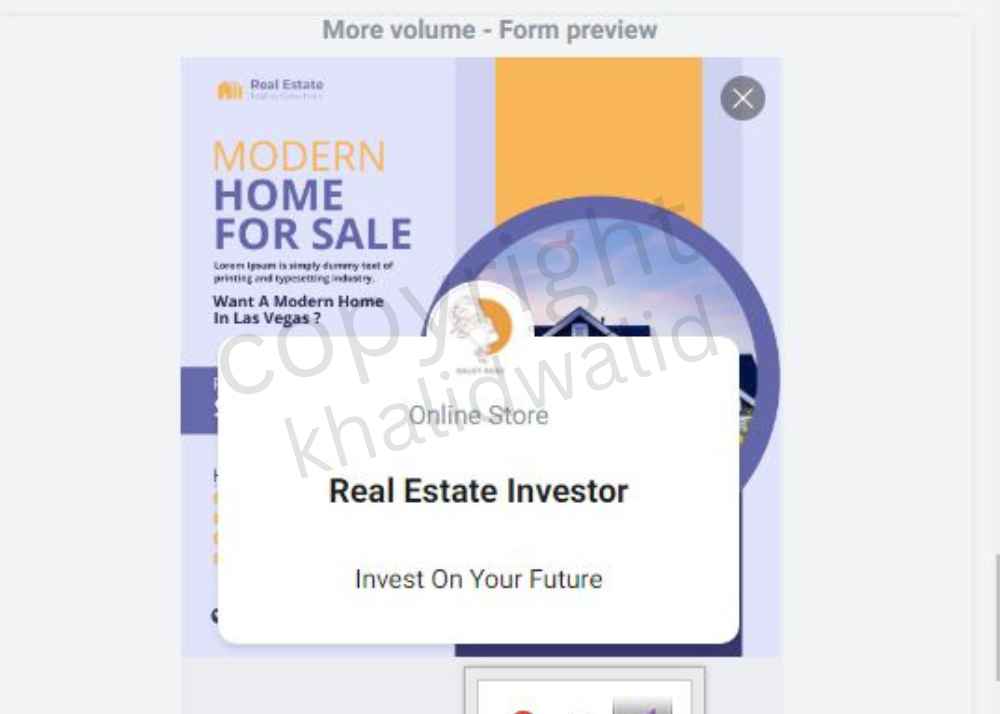 More volume - Form preview
Real Estate
MODERN
HOME
FOR SALE
Lorem Ipsum is simply dummy text of
printing and typesetting industry.
Want A Modern Home
In Las Vegas ?
copyright
khalidwalid
Online Store
Real Estate Investor
Invest On Your Future